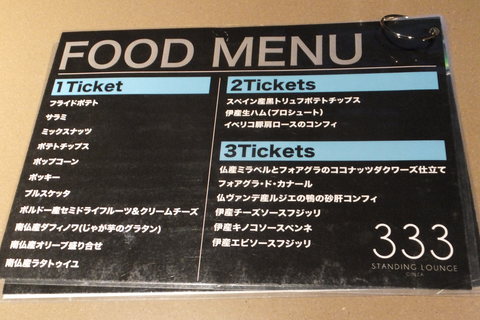 FOOD MENU
1Ticket
フライドポテト
サラミ
ミックスナッツ
ポテトチップス
ポップコーン
ポッキー
ブルスケッタ
ボルドー産セミドライフルーツ&クリームチーズ
南仏産ダフィノワ(じゃが芋のグラタン)
南仏産オリーブ盛り合せ
南仏産ラタトゥイユ
2Tickets
スペイン産黒トリュフポテトチップス
伊産生ハム(プロシュート)
イベリコ豚肩ロースのコンフィ
3Tickets
仏産ミラベルとフォアグラのココナッツダクワーズ仕立て
フォアグラ・ド・カナール
仏ヴァンデ産ルジエの鴨の砂肝コンフィ
伊産チーズソースフジッリ
伊産キノコソースペンネ
伊産エビソースフジッリ
333
STANDING LOUNGE
GINZA